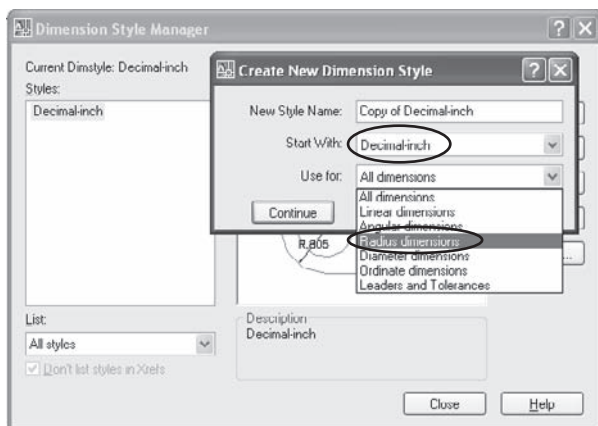 Dimension Style Manager
Current Dimstyle: Decimal-inch
Styles:
Decimal-inch
Create New Dimension Style
New Style Name:
Copy of Decimal-inch
Start With:
Decimal-inch
Use for:
All dimensions
All dimensions
Linear dimensions
Angular dimensions
Radius dimensions
Diameter dimensions
Ordinate dimensions
Leaders and Tolerances
Continue
R.805
...
List:
All styles
Don't list styles in Xrefs
Description
Decimal-inch
Close
Help